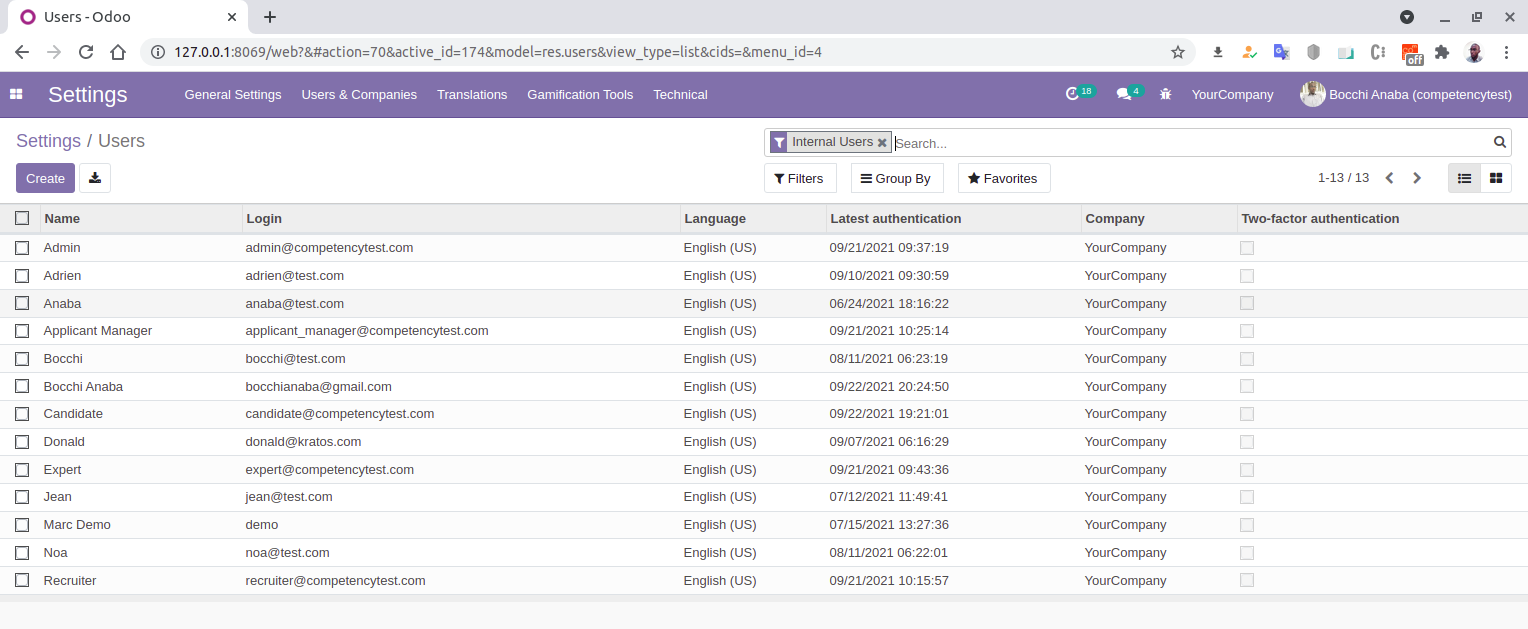 Users - Odoo
127.0.0.1:8069/web?&#action=70&active_id=174&model=res.users&view_type=list&cids=&menu_id=4
off
Settings General Settings Users & Companies Translations Gamification Tools Technical 18 4 YourCompany Bocchi Anaba (competencytest)
Settings / Users
Internal Users Search...
Create Filters Group By Favorites 1-13 / 13
Name Login Language Latest authentication Company Two-factor authentication
Admin admin@competencytest.com English (US) 09/21/2021 09:37:19 YourCompany
Adrien adrien@test.com English (US) 09/10/2021 09:30:59 YourCompany
Anaba anaba@test.com English (US) 06/24/2021 18:16:22 YourCompany
Applicant Manager applicant_manager@competencytest.com English (US) 09/21/2021 10:25:14 YourCompany
Bocchi bocchi@test.com English (US) 08/11/2021 06:23:19 YourCompany
Bocchi Anaba bocchianaba@gmail.com English (US) 09/22/2021 20:24:50 YourCompany
Candidate candidate@competencytest.com English (US) 09/22/2021 19:21:01 YourCompany
Donald donald@kratos.com English (US) 09/07/2021 06:16:29 YourCompany
Expert expert@competencytest.com English (US) 09/21/2021 09:43:36 YourCompany
Jean jean@test.com English (US) 07/12/2021 11:49:41 YourCompany
Marc Demo demo English (US) 07/15/2021 13:27:36 YourCompany
Noa noa@test.com English (US) 08/11/2021 06:22:01 YourCompany
Recruiter recruiter@competencytest.com English (US) 09/21/2021 10:15:57 YourCompany